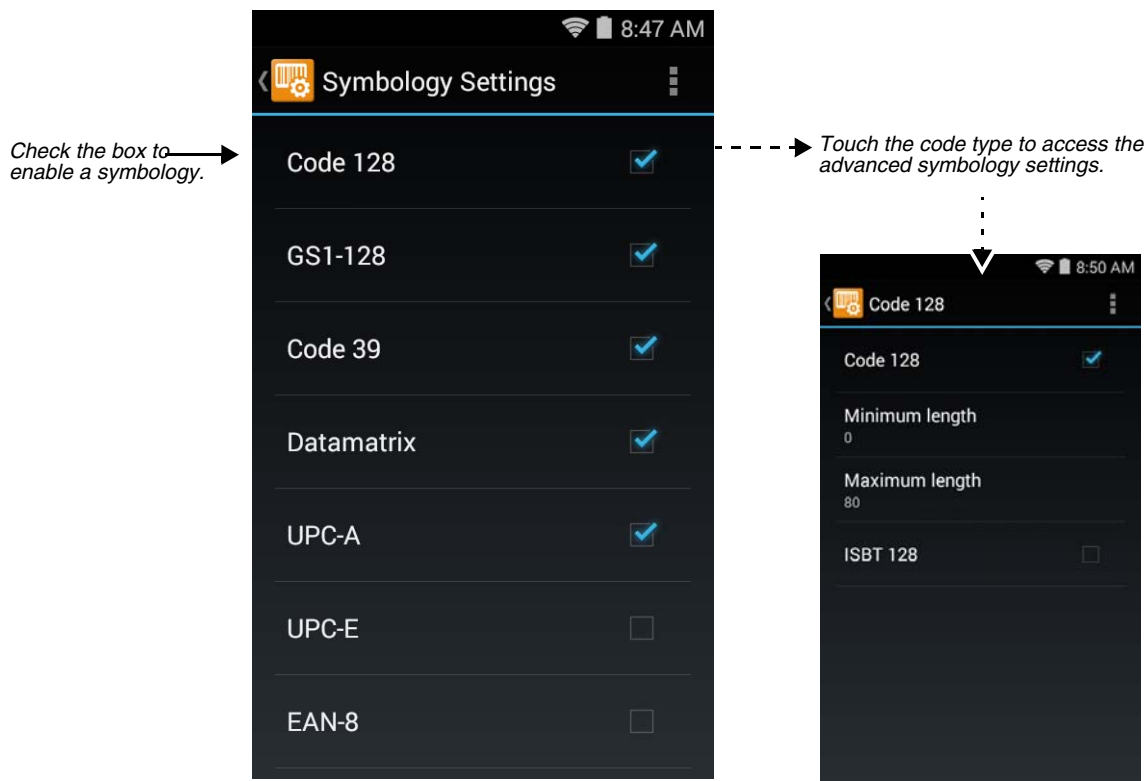 8:47 AM
Symbology Settings
Check the box to
enable a symbology.
Code 128
GS1-128
Code 39
Datamatrix
UPC-A
UPC-E
EAN-8
Touch the code type to access the
advanced symbology settings.
8:50 AM
Code 128
Code 128
Minimum length
0
Maximum length
80
ISBT 128